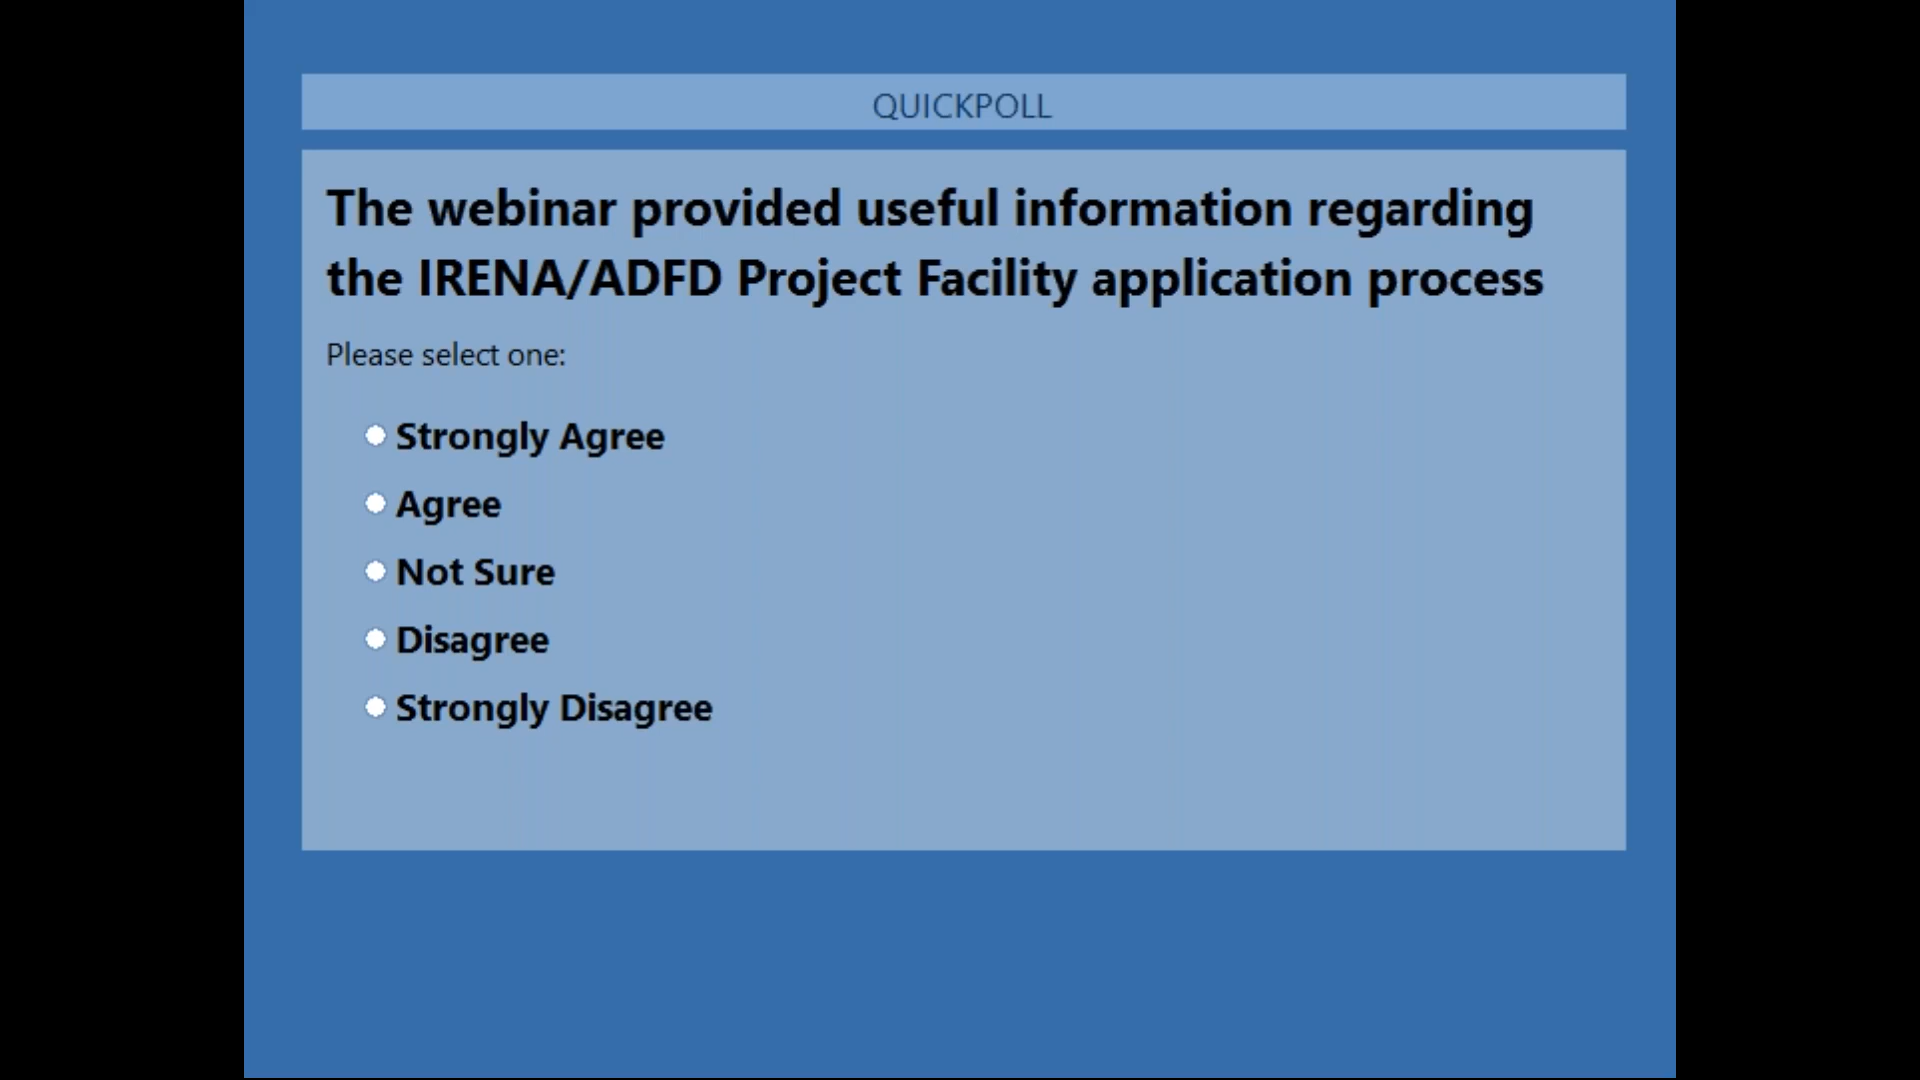 QUICKPOLL
The webinar provided useful information regarding
the IRENA/ADFD Project Facility application process
Please select one:
Strongly Agree
Agree
Not Sure
Disagree
Strongly Disagree